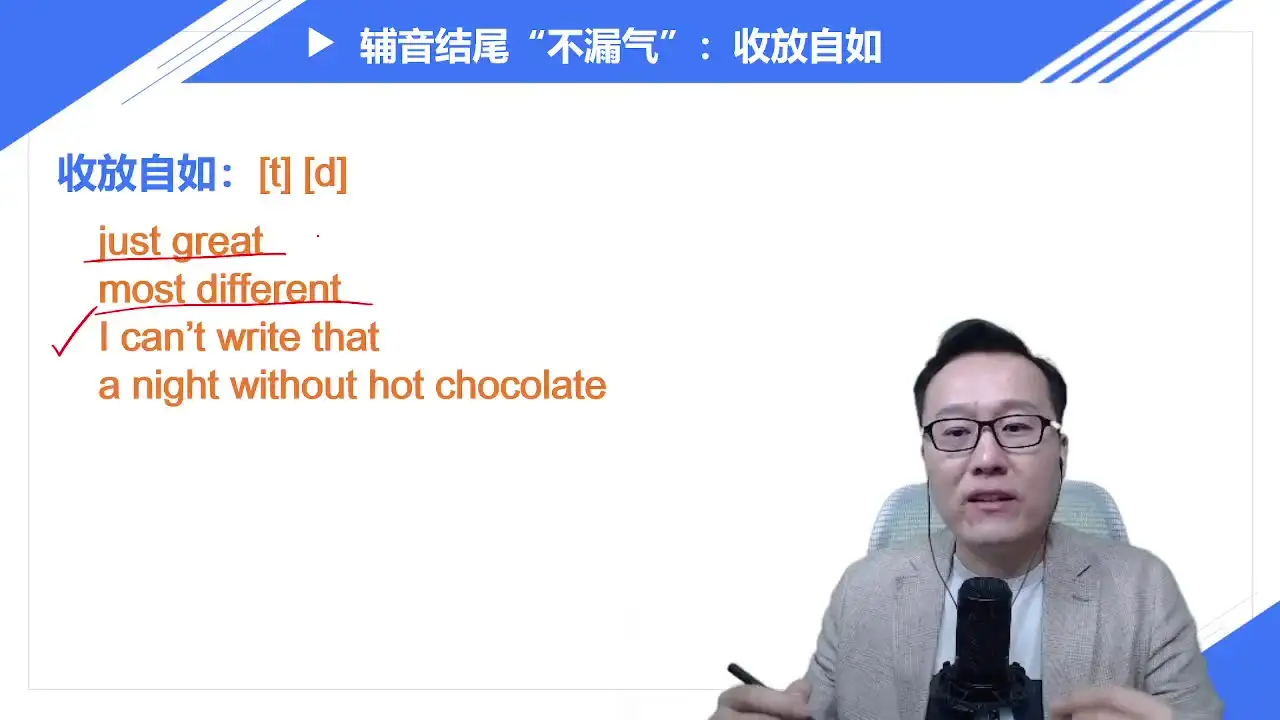 辅音结尾“不漏气”：收放自如
收放自如：[t] [d]
just great
most different
I can’t write that
a night without hot chocolate